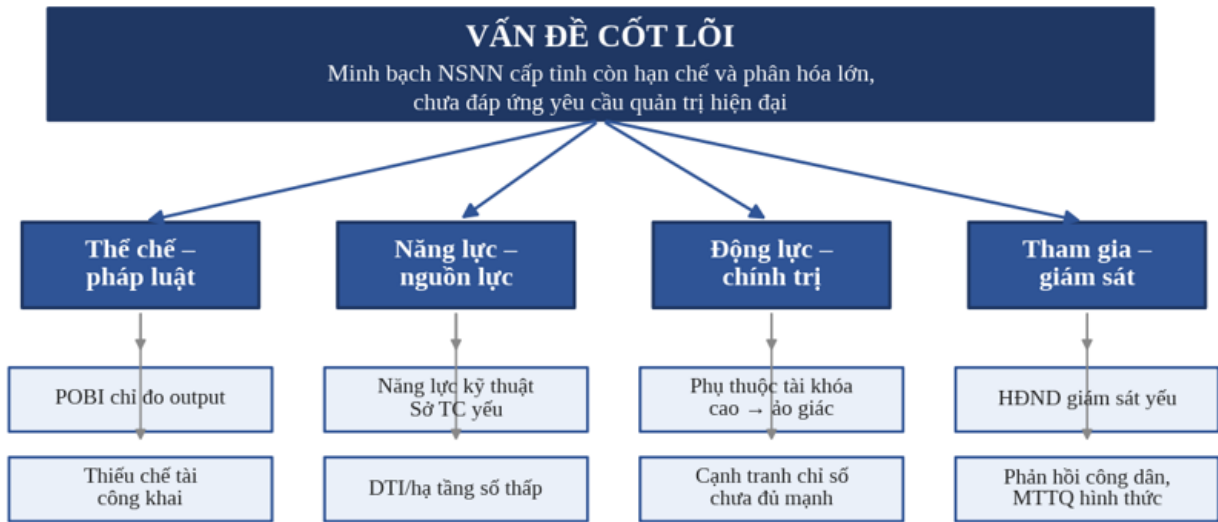 VẤN ĐỀ CỐT LÕI
Minh bạch NSNN cấp tỉnh còn hạn chế và phân hóa lớn,
chưa đáp ứng yêu cầu quản trị hiện đại
Thể chế –
pháp luật
Năng lực –
nguồn lực
Động lực –
chính trị
Tham gia –
giám sát
POBI chỉ đo output
Năng lực kỹ thuật
Sở TC yếu
Phụ thuộc tài khóa
cao → ảo giác
HĐND giám sát yếu
Thiếu chế tài
công khai
DTI/hạ tầng số thấp
Cạnh tranh chỉ số
chưa đủ mạnh
Phản hồi công dân,
MTTQ hình thức